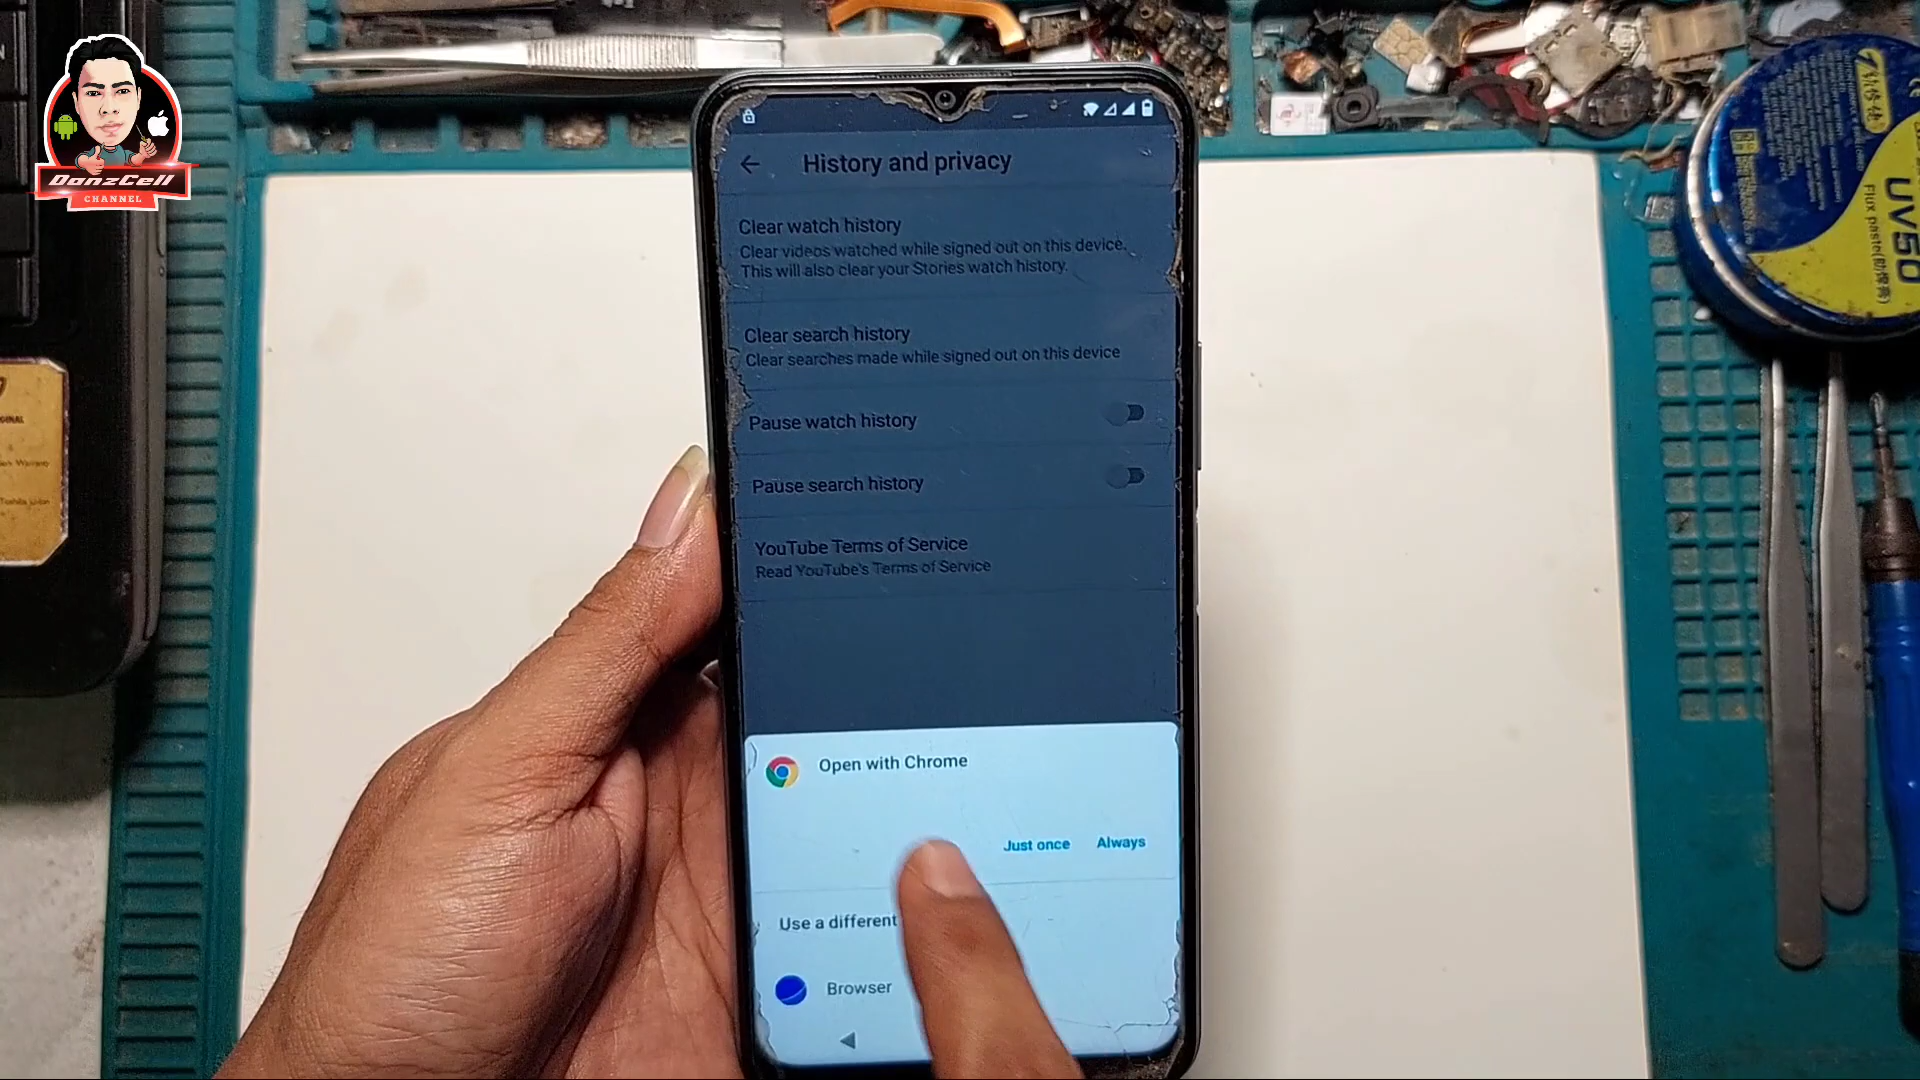 DanzCell
CHANNEL
History and privacy
Clear watch history
Clear videos watched while signed out on this device.
This will also clear your Stories watch history.
Clear search history
Clear searches made while signed out on this device
Pause watch history
Pause search history
YouTube Terms of Service
Read YouTube's Terms of Service
Open with Chrome
Just once
Always
Use a different
Browser
UV50
Flux paste